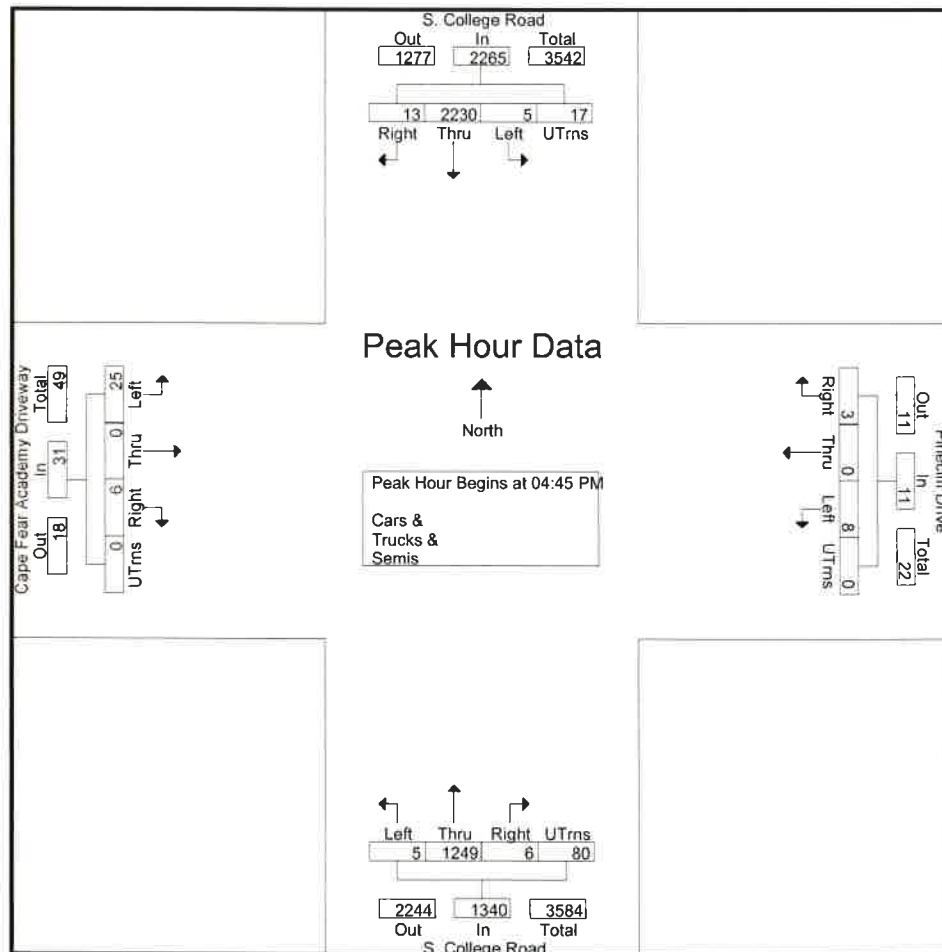 S. College Road
Out In Total
1277 2265 3542
13 2230 5 17
Right Thru Left UTrns
Peak Hour Data
North
Peak Hour Begins at 04:45 PM
Cars &
Trucks &
Semis
Cape Fear Academy Driveway
Out In Total
18 31 49
25 0 6 0
Left Thru Right UTrns
Right Thru Left UTrns
3 0 8 0
Out In Total
11 11 22
Drive
Left Thru Right UTrns
5 1249 6 80
2244 1340 3584
Out In Total
S. College Road